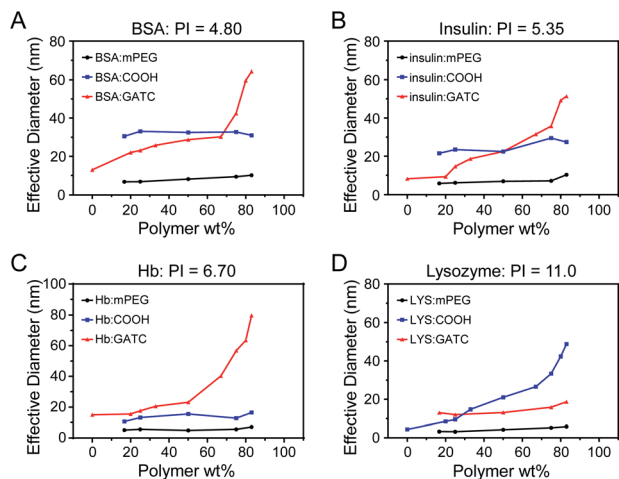 A
BSA: PI = 4.80
Effective Diameter (nm)
80
60
40
20
0
BSA:mPEG
BSA:COOH
BSA:GATC
0 20 40 60 80 100
Polymer wt%
B
Insulin: PI = 5.35
Effective Diameter (nm)
80
60
40
20
0
insulin:mPEG
insulin:COOH
insulin:GATC
0 20 40 60 80 100
Polymer wt%
C
Hb: PI = 6.70
Effective Diameter (nm)
100
80
60
40
20
0
Hb:mPEG
Hb:COOH
Hb:GATC
0 20 40 60 80 100
Polymer wt%
D
Lysozyme: PI = 11.0
Effective Diameter (nm)
80
60
40
20
0
LYS:mPEG
LYS:COOH
LYS:GATC
0 20 40 60 80 100
Polymer wt%